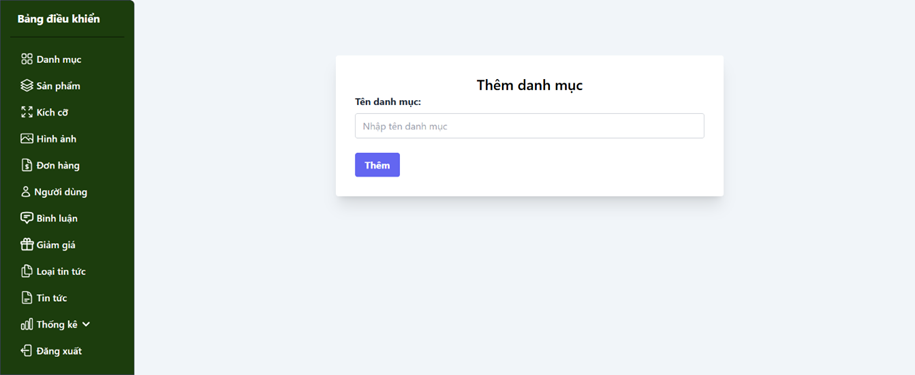 Bảng điều khiển
Danh mục
Sản phẩm
Kích cỡ
Hình ảnh
Đơn hàng
Người dùng
Bình luận
Giảm giá
Loại tin tức
Tin tức
Thống kê
Đăng xuất
Thêm danh mục
Tên danh mục:
Nhập tên danh mục
Thêm